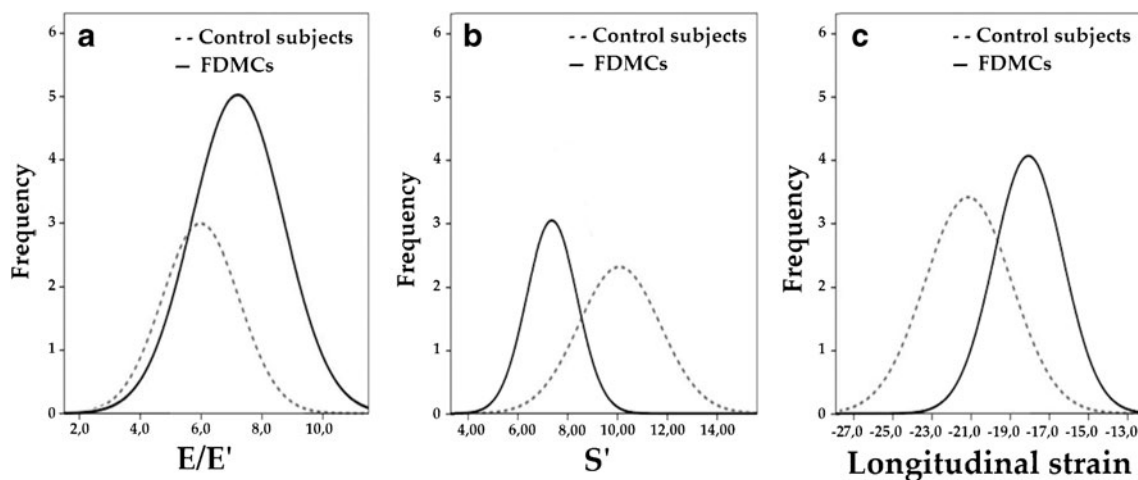 a
Control subjects
FDMCs
Frequency
6
5
4
3
2
1
0
2,0 4,0 6,0 8,0 10,0
E/E'
b
Control subjects
FDMCs
Frequency
6
5
4
3
2
1
0
4,00 6,00 8,00 10,00 12,00 14,00
S'
c
Control subjects
FDMCs
Frequency
6
5
4
3
2
1
0
-27,0 -25,0 -23,0 -21,0 -19,0 -17,0 -15,0 -13,0
Longitudinal strain